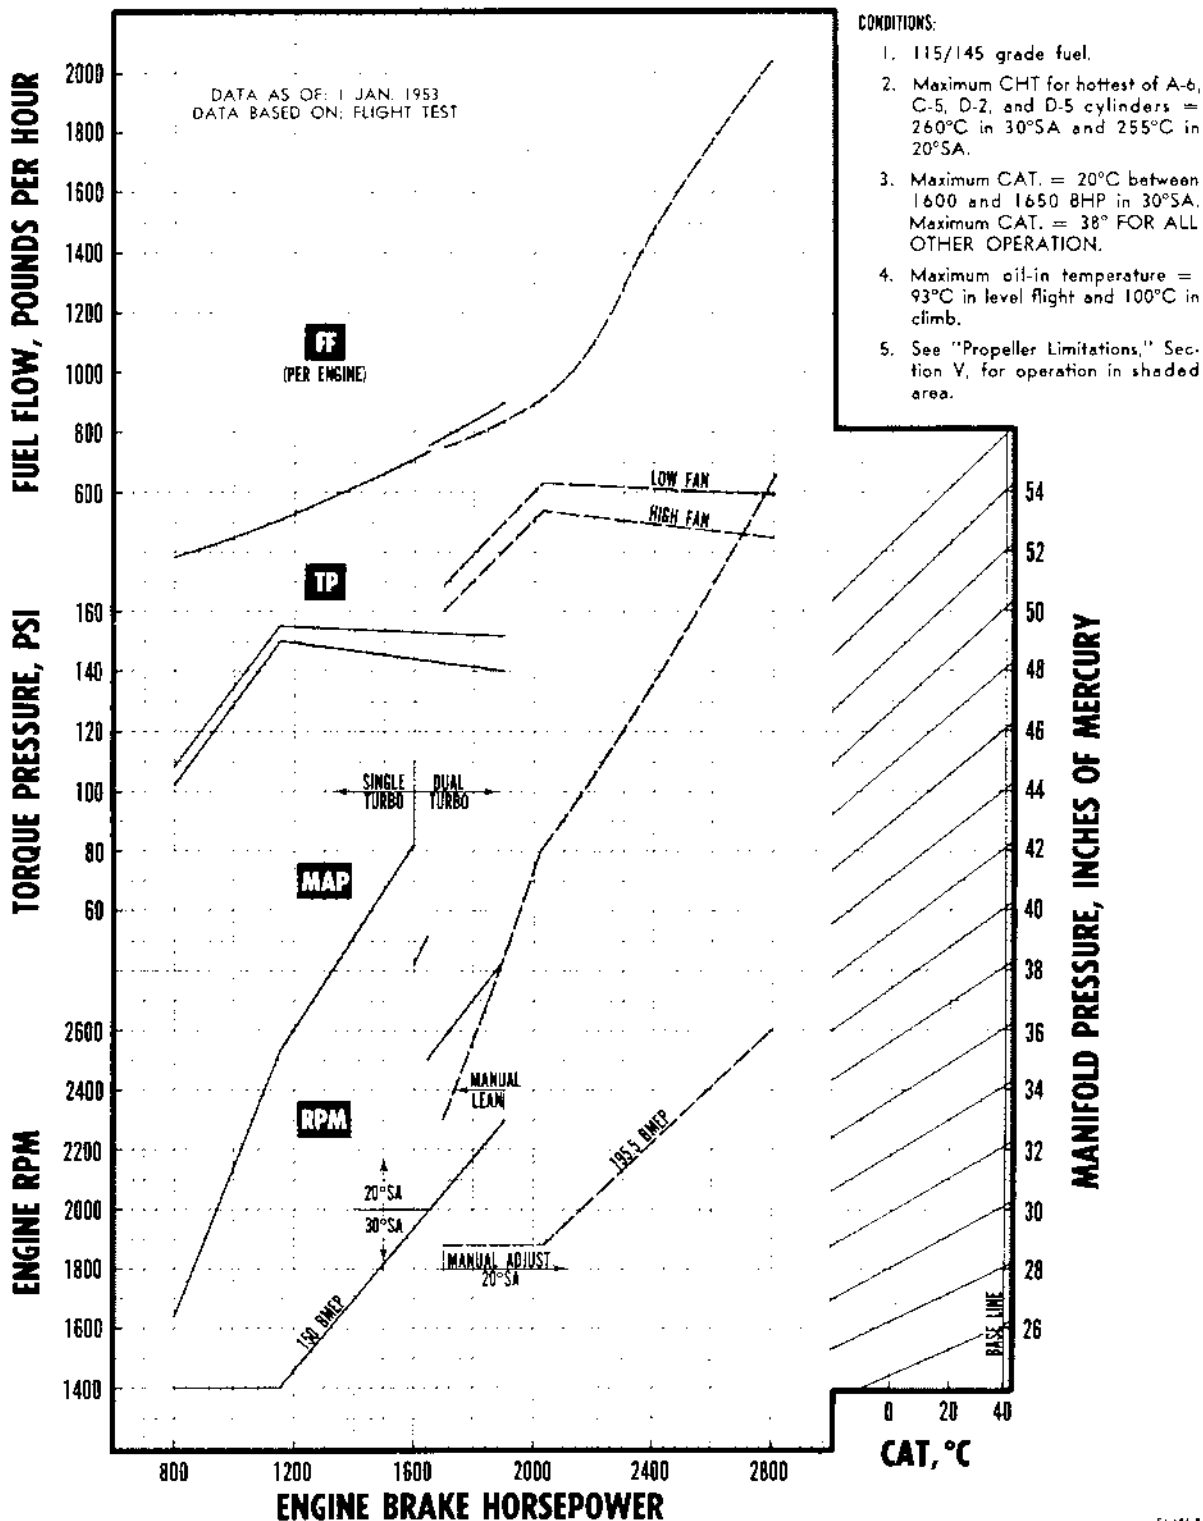 CONDITIONS:
1. 115/145 grade fuel.
2. Maximum CHT for hottest of A-6,
C-5, D-2, and D-5 cylinders =
260°C in 30°SA and 255°C in
20°SA.
3. Maximum CAT. = 20°C between
1600 and 1650 BHP in 30°SA.
Maximum CAT. = 38° FOR ALL
OTHER OPERATION.
4. Maximum oil-in temperature =
93°C in level flight and 100°C in
climb.
5. See "Propeller Limitations," Sec-
tion V, for operation in shaded
area.
DATA AS OF: 1 JAN. 1953
DATA BASED ON: FLIGHT TEST
FUEL FLOW, POUNDS PER HOUR
2000
1800
1600
1400
1200
1000
800
600
FF
(PER ENGINE)
LOW FAN
HIGH FAN
TP
TORQUE PRESSURE, PSI
160
140
120
100
80
60
SINGLE TURBO
DUAL TURBO
MAP
ENGINE RPM
2600
2400
2200
2000
1800
1600
1400
RPM
MANUAL
LEAN
195.5 BMEP
20°SA
30°SA
MANUAL ADJUST
20°SA
150 BMEP
MANIFOLD PRESSURE, INCHES OF MERCURY
54
52
50
48
46
44
42
40
38
36
34
32
30
28
26
BASE LINE
0 20 40
CAT, °C
800 1200 1600 2000 2400 2800
ENGINE BRAKE HORSEPOWER